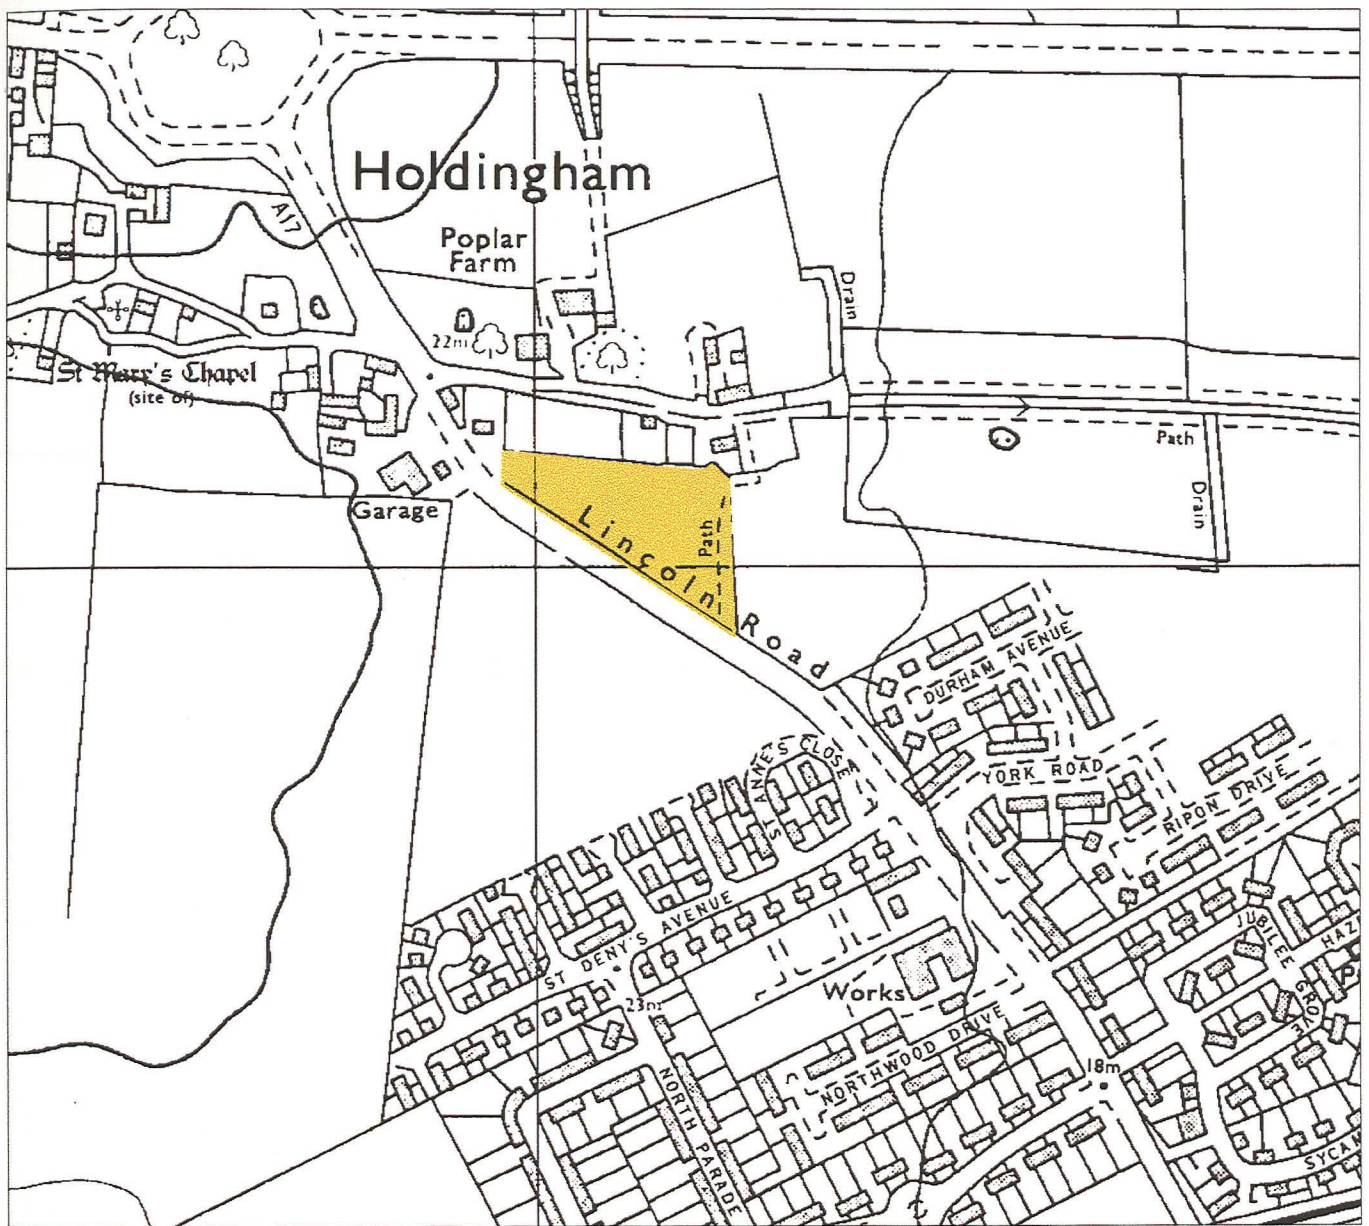 Holdingham
A17
Poplar
Farm
22m
Drain
St Mary's Chapel
(site of)
Path
Drain
Garage
Path
Lincoln Road
DURHAM AVENUE
ST ANNE'S CLOSE
YORK ROAD
RIPON DRIVE
ST DENY'S AVENUE
JUBILEE GROVE
HAZ
P
Works
23m
NORTHWOOD DRIVE
18m
NORTH PARADE
SYCAM